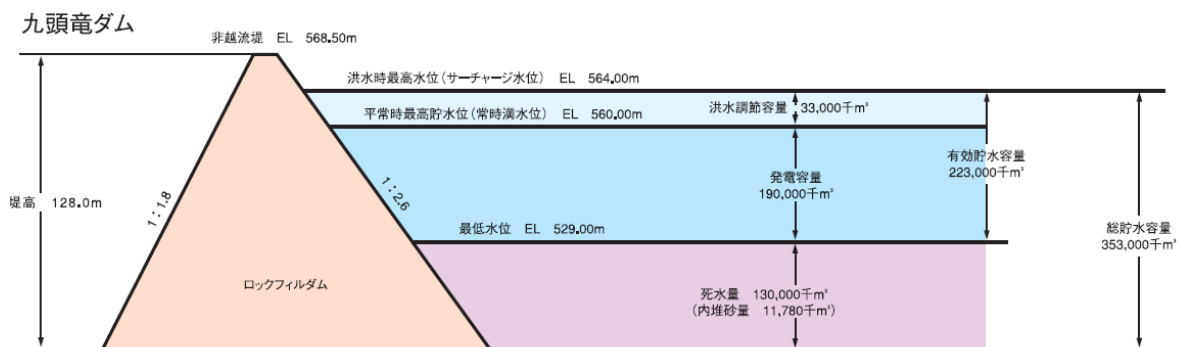 九頭竜ダム
非越流堤 EL 568.50m
洪水時最高水位(サーチャージ水位) EL 564.00m
洪水調節容量 33,000千m³
平常時最高貯水位(常時満水位) EL 560.00m
有効貯水容量
223,000千m³
発電容量
190,000千m³
堤高 128.0m
1:1.8
1:2.6
最低水位 EL 529.00m
総貯水容量
353,000千m³
ロックフィルダム
死水量 130,000千m³
(内堆砂量 11,780千m³)